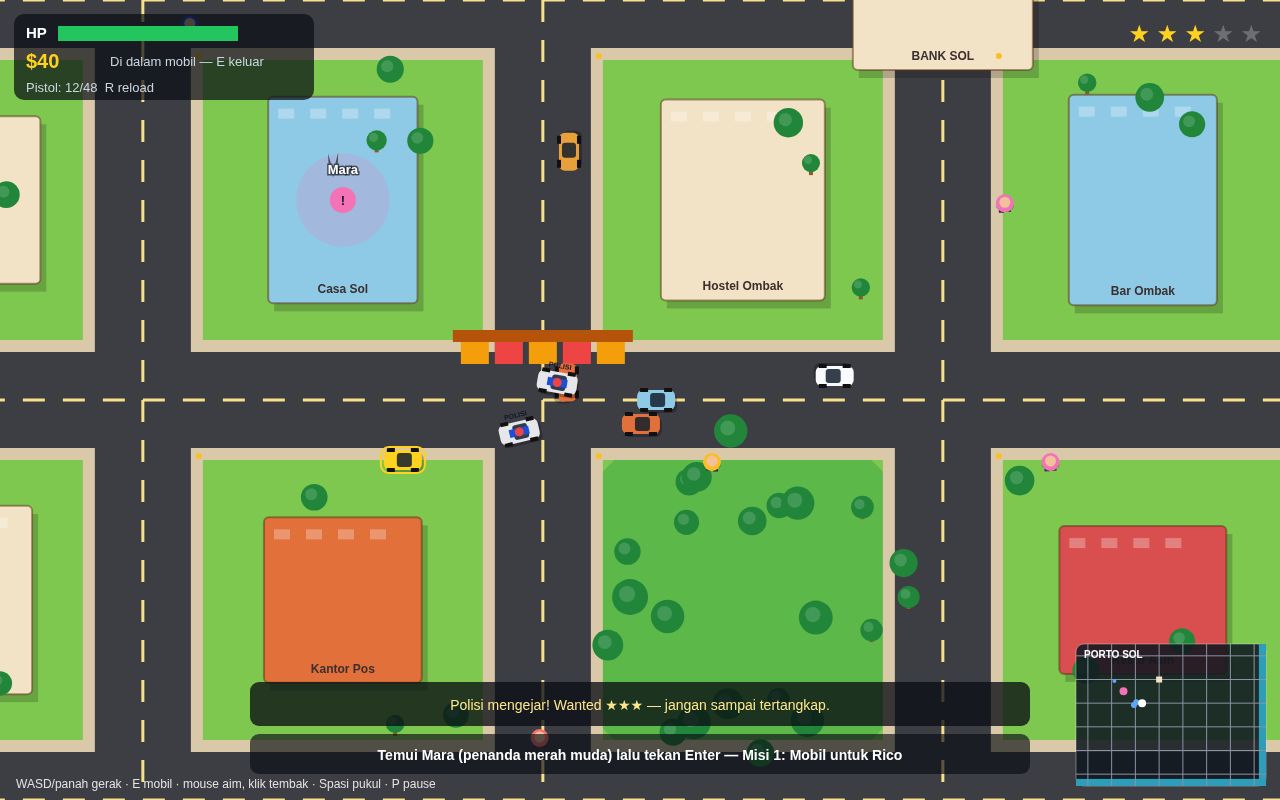 HP
$40
Di dalam mobil — E keluar
Pistol: 12/48 R reload
BANK SOL
★★★★★
Mara
!
Casa Sol
Hostel Ombak
Bar Ombak
POLISI
POLISI
Kantor Pos
PORTO SOL
Polisi mengejar! Wanted ★★★ — jangan sampai tertangkap.
Temui Mara (penanda merah muda) lalu tekan Enter — Misi 1: Mobil untuk Rico
WASD/panah gerak · E mobil · mouse aim, klik tembak · Spasi pukul · P pause